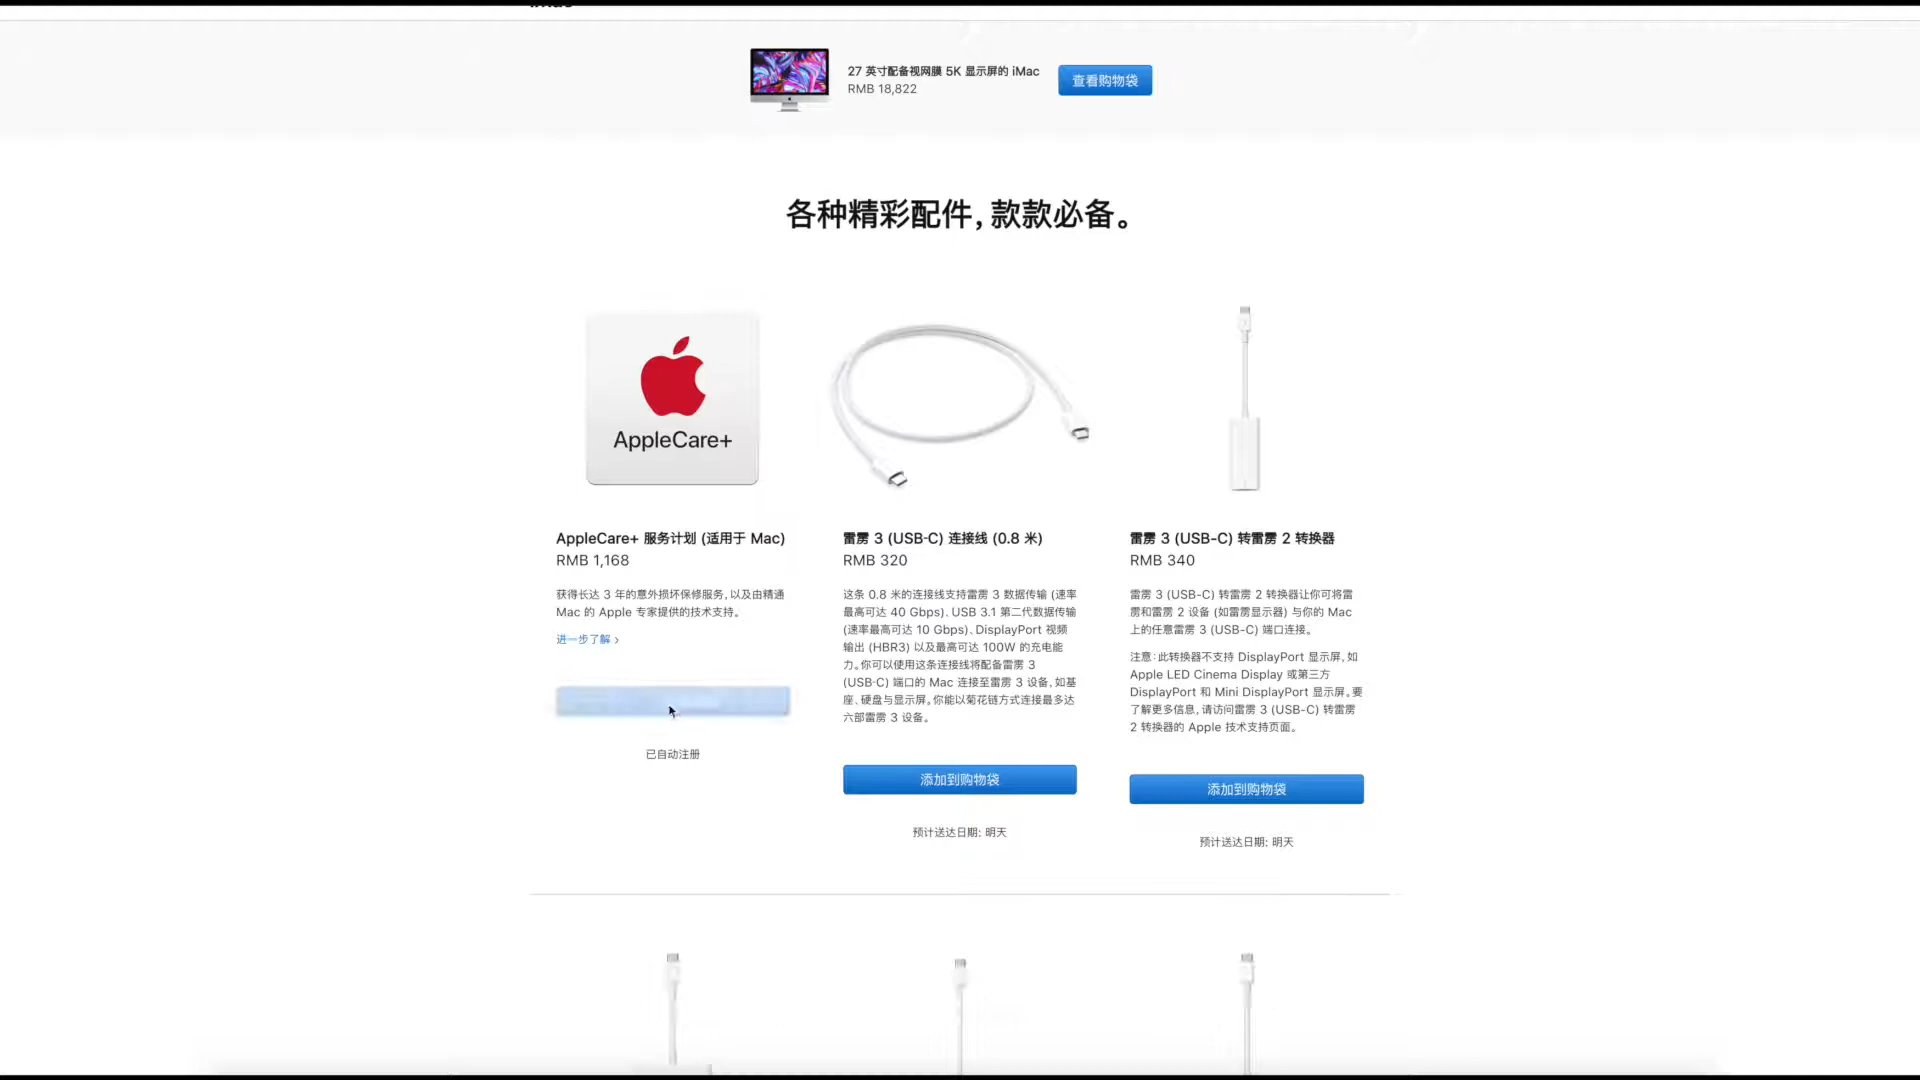 27 英寸配备视网膜 5K 显示屏的 iMac
RMB 18,822
查看购物袋
各种精彩配件，款款必备。
AppleCare+
AppleCare+ 服务计划 (适用于 Mac)
RMB 1,168
获得长达 3 年的意外损坏保修服务，以及由精通
Mac 的 Apple 专家提供的技术支持。
进一步了解 ›
已自动注册
雷雳 3 (USB-C) 连接线 (0.8 米)
RMB 320
这条 0.8 米的连接线支持雷雳 3 数据传输 (速率
最高可达 40 Gbps)、USB 3.1 第二代数据传输
(速率最高可达 10 Gbps)、DisplayPort 视频
输出 (HBR3) 以及最高可达 100W 的充电能
力。你可以使用这条连接线将配备雷雳 3
(USB-C) 端口的 Mac 连接至雷雳 3 设备，如基
座、硬盘与显示屏。你能以菊花链方式连接最多达
六部雷雳 3 设备。
添加到购物袋
预计送达日期: 明天
雷雳 3 (USB-C) 转雷雳 2 转换器
RMB 340
雷雳 3 (USB-C) 转雷雳 2 转换器让你可将雷
雳和雷雳 2 设备 (如雷雳显示器) 与你的 Mac
上的任意雷雳 3 (USB-C) 端口连接。
注意：此转换器不支持 DisplayPort 显示屏，如
Apple LED Cinema Display 或第三方
DisplayPort 和 Mini DisplayPort 显示屏。要
了解更多信息，请访问雷雳 3 (USB-C) 转雷雳
2 转换器的 Apple 技术支持页面。
添加到购物袋
预计送达日期: 明天